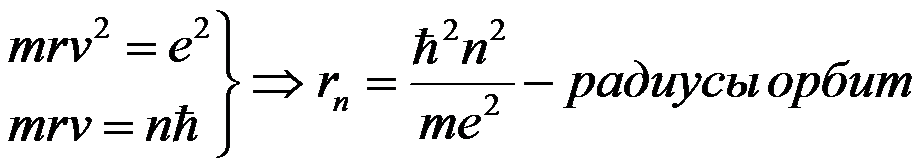 mrv² = e²
mrv = nħ } ⇒ rₙ = ħ²n² / me² – радиусы орбит